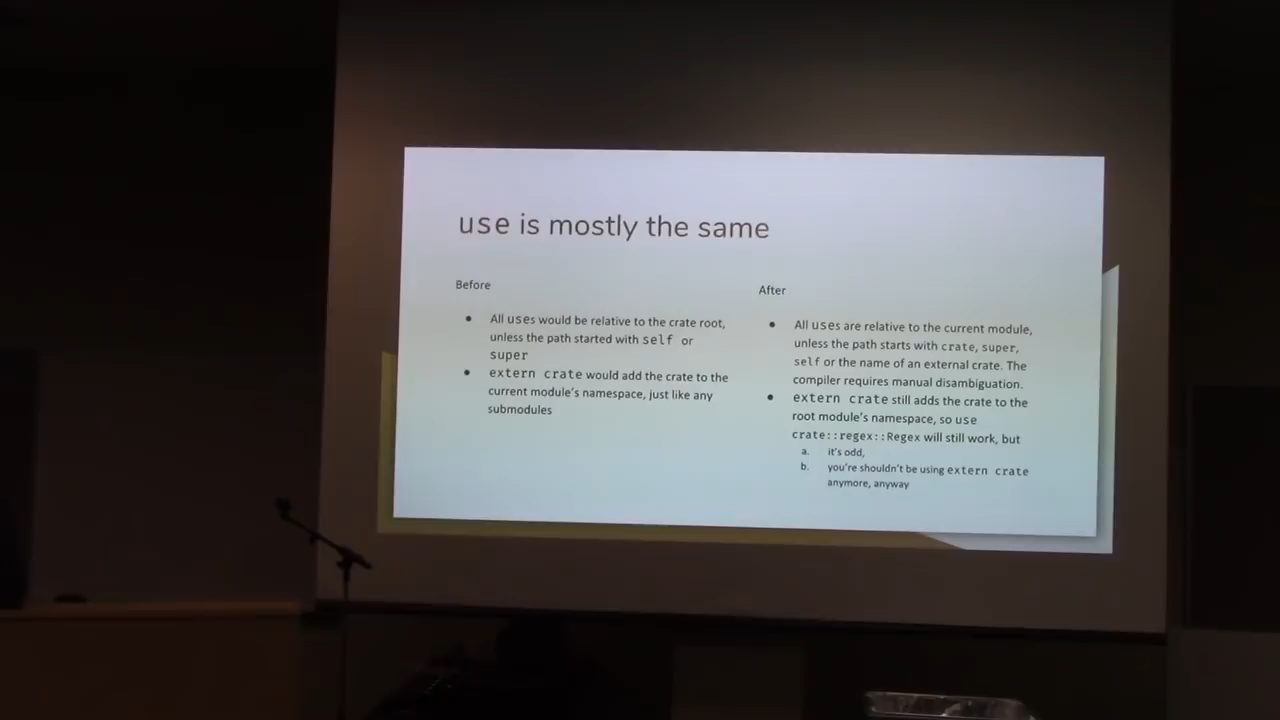 use is mostly the same
Before
● All uses would be relative to the crate root,
unless the path started with self or
super
● extern crate would add the crate to the
current module's namespace, just like any
submodules
After
● All uses are relative to the current module,
unless the path starts with crate, super,
self or the name of an external crate. The
compiler requires manual disambiguation.
● extern crate still adds the crate to the
root module's namespace, so use
crate::regex::Regex will still work, but
a. it's odd,
b. you're shouldn't be using extern crate
anymore, anyway